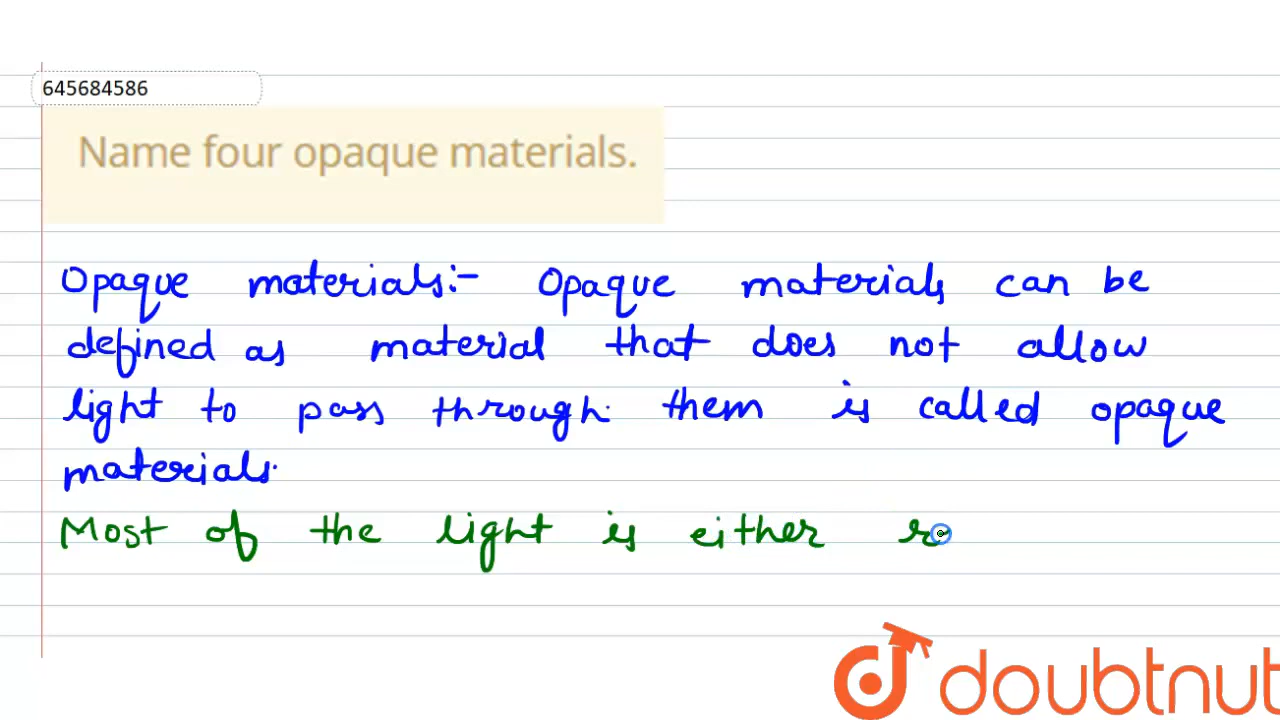 645684586
Name four opaque materials.
Opaque materials:- Opaque materials can be
defined as material that does not allow
light to pass through. them is called opaque
materials.
Most of the light is either
doubtnut